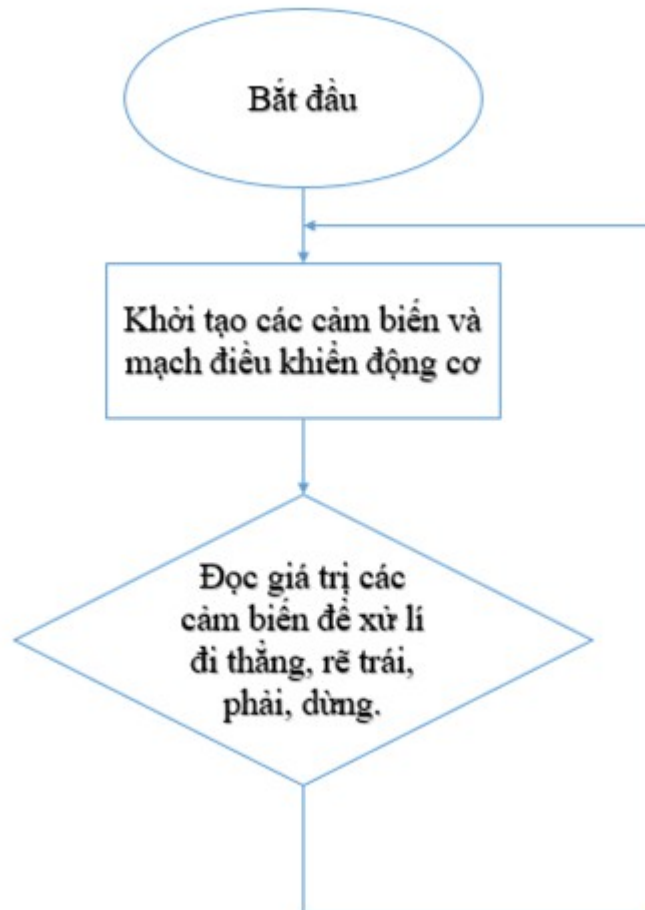 Bắt đầu
Khởi tạo các cảm biến và
mạch điều khiển động cơ
Đọc giá trị các
cảm biến để xử lí
đi thẳng, rẽ trái,
phải, dừng.